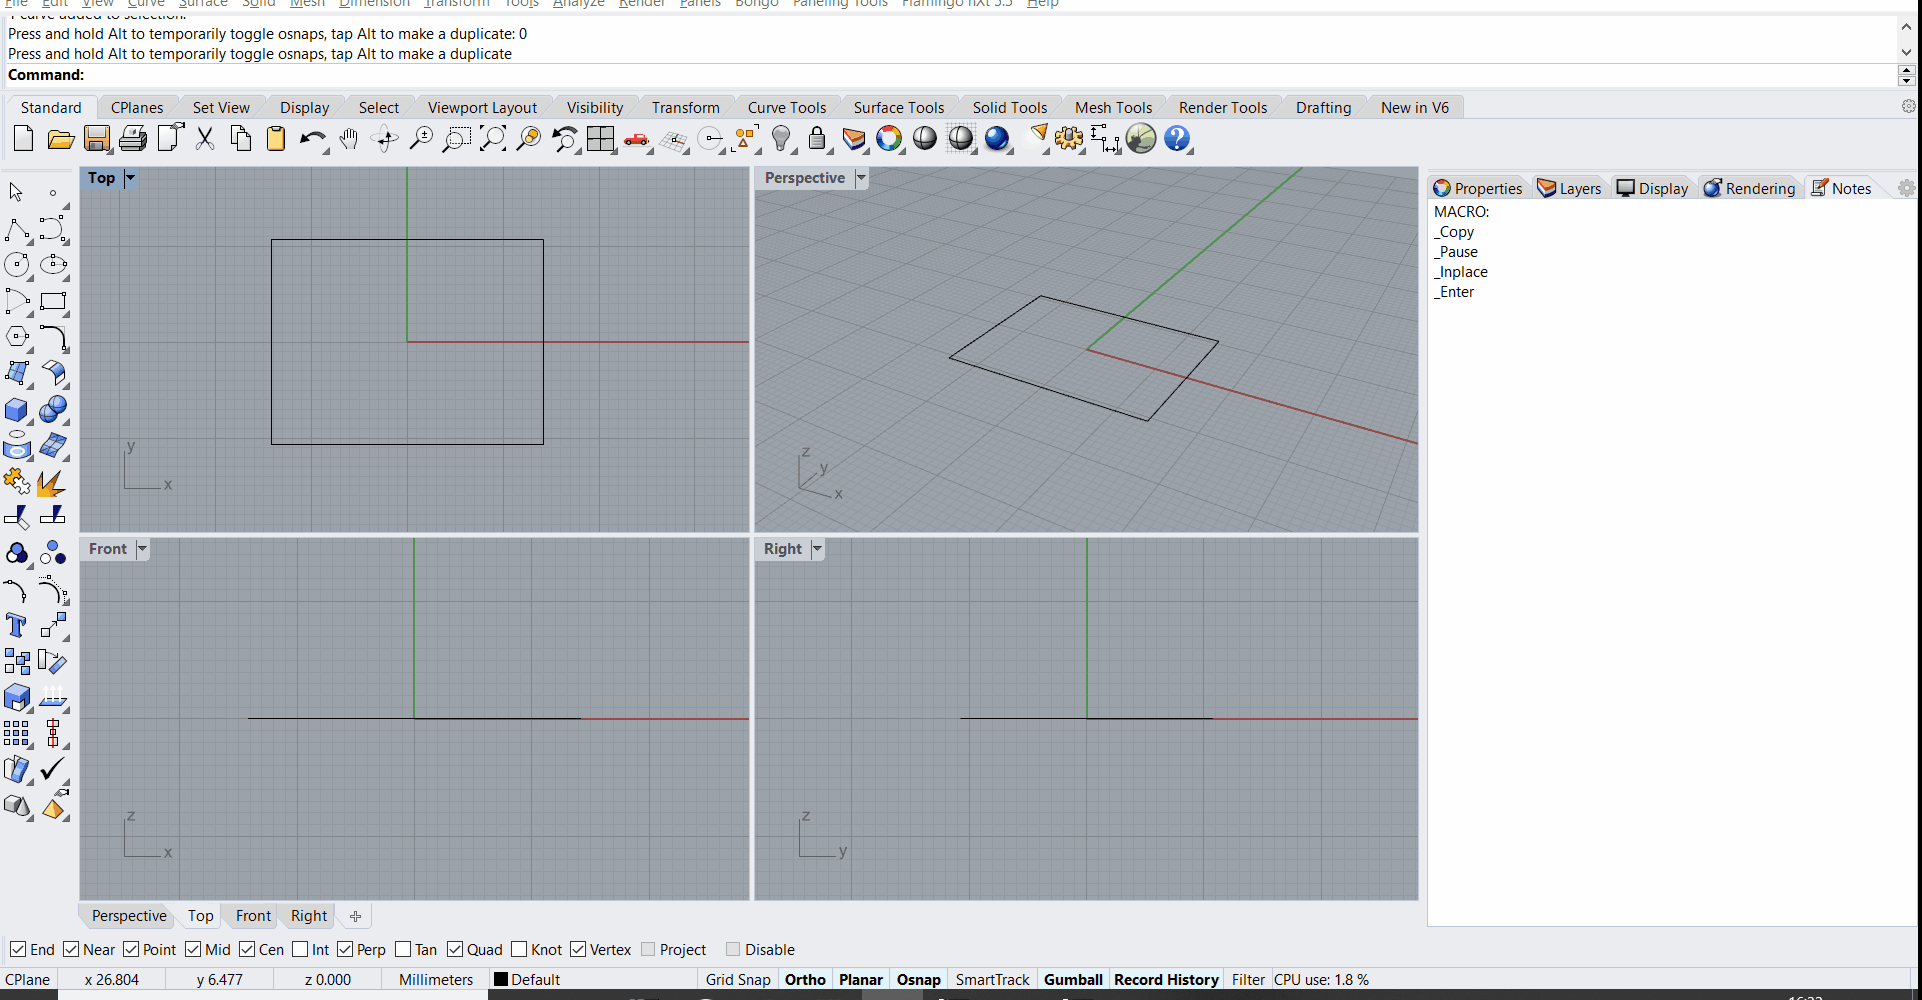 File Edit View Curve Surface Solid Mesh Dimension Transform Tools Analyze Render Panels Bongo Paneling Tools Flamingo nXt 5.5 Help
1 curve added to selection.
Press and hold Alt to temporarily toggle osnaps, tap Alt to make a duplicate: 0
Press and hold Alt to temporarily toggle osnaps, tap Alt to make a duplicate
Command:
Standard CPlanes Set View Display Select Viewport Layout Visibility Transform Curve Tools Surface Tools Solid Tools Mesh Tools Render Tools Drafting New in V6
Top
Perspective
Properties Layers Display Rendering Notes
MACRO:
_Copy
_Pause
_Inplace
_Enter
y
x
z
y
x
Front
Right
z
x
z
y
Perspective Top Front Right
End Near Point Mid Cen Int Perp Tan Quad Knot Vertex Project Disable
CPlane x 26.804 y 6.477 z 0.000 Millimeters Default Grid Snap Ortho Planar Osnap SmartTrack Gumball Record History Filter CPU use: 1.8 %